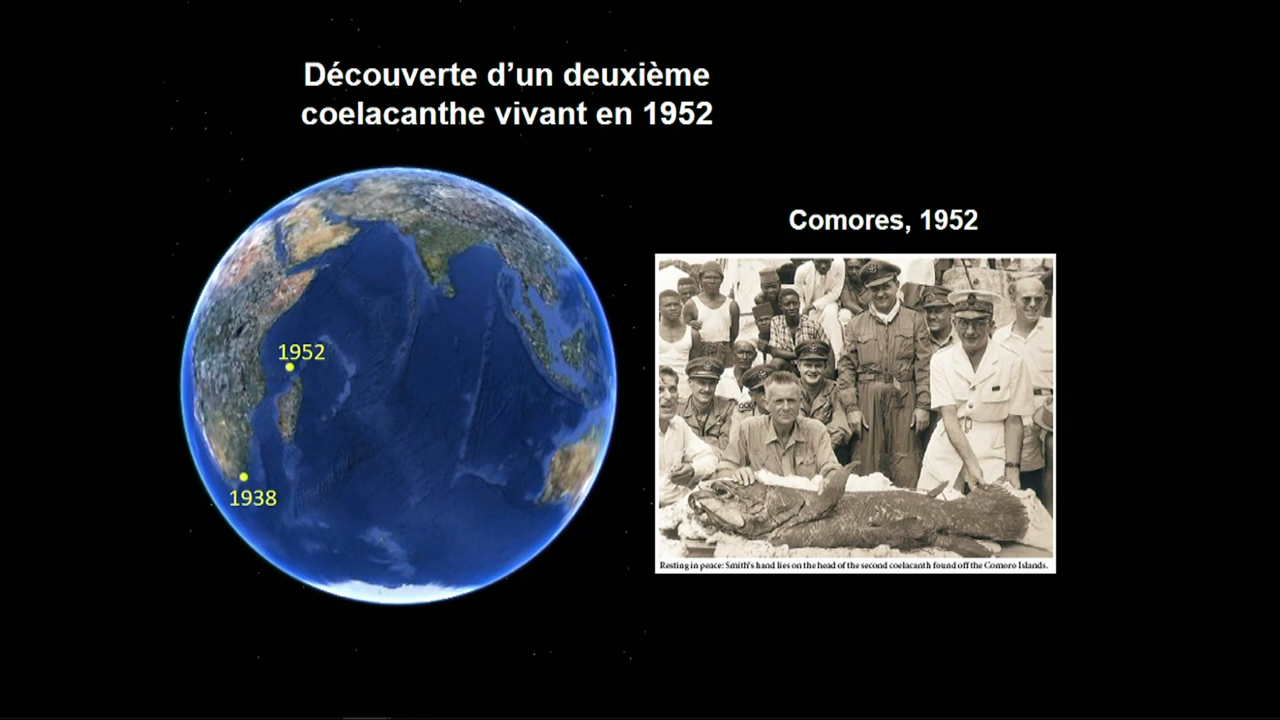 Découverte d’un deuxième
coelacanthe vivant en 1952
Comores, 1952
1952
1938
Resting in peace: Smith's hand lies on the head of the second coelacanth found off the Comoro Islands.